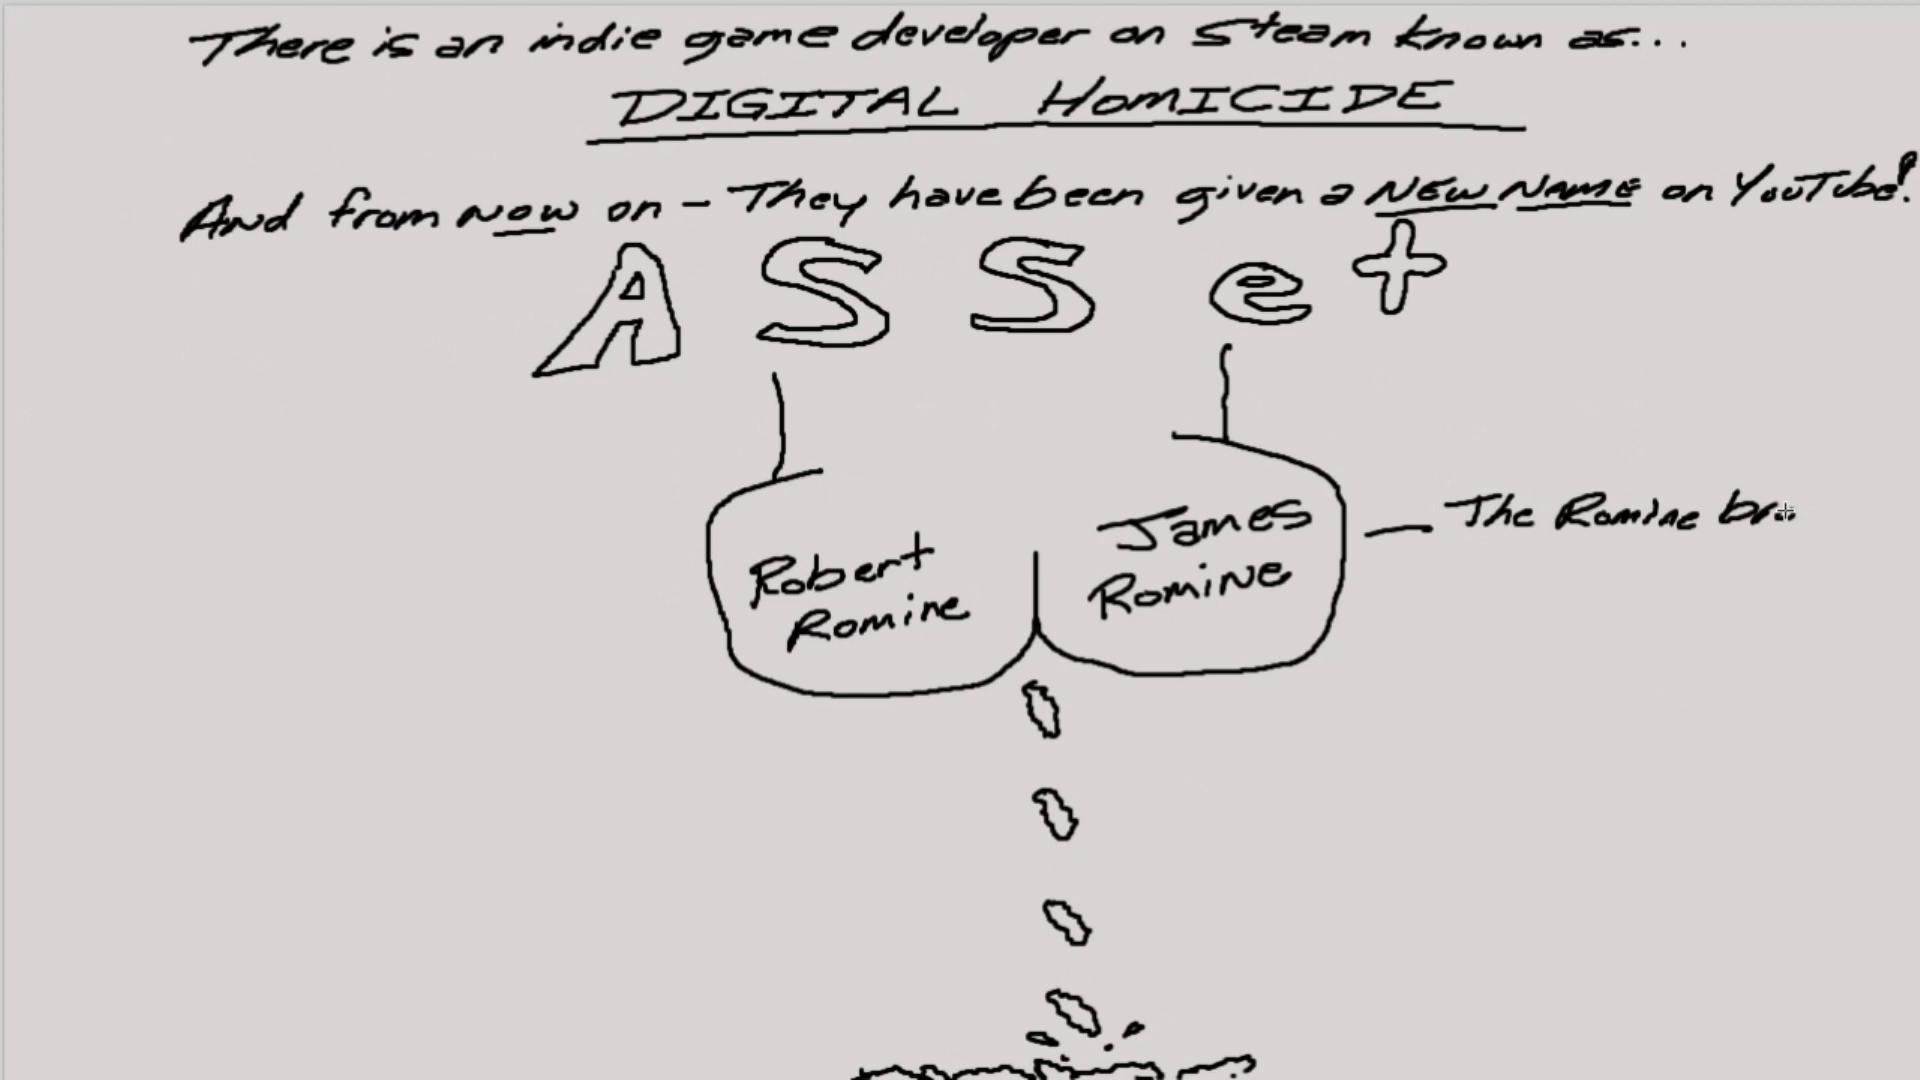 There is an indie game developer on Steam known as...
DIGITAL HOMICIDE
And from now on - They have been given a NEW NAME on YouTube!
ASSet
Robert
Romine
James
Romine
The Romine bro